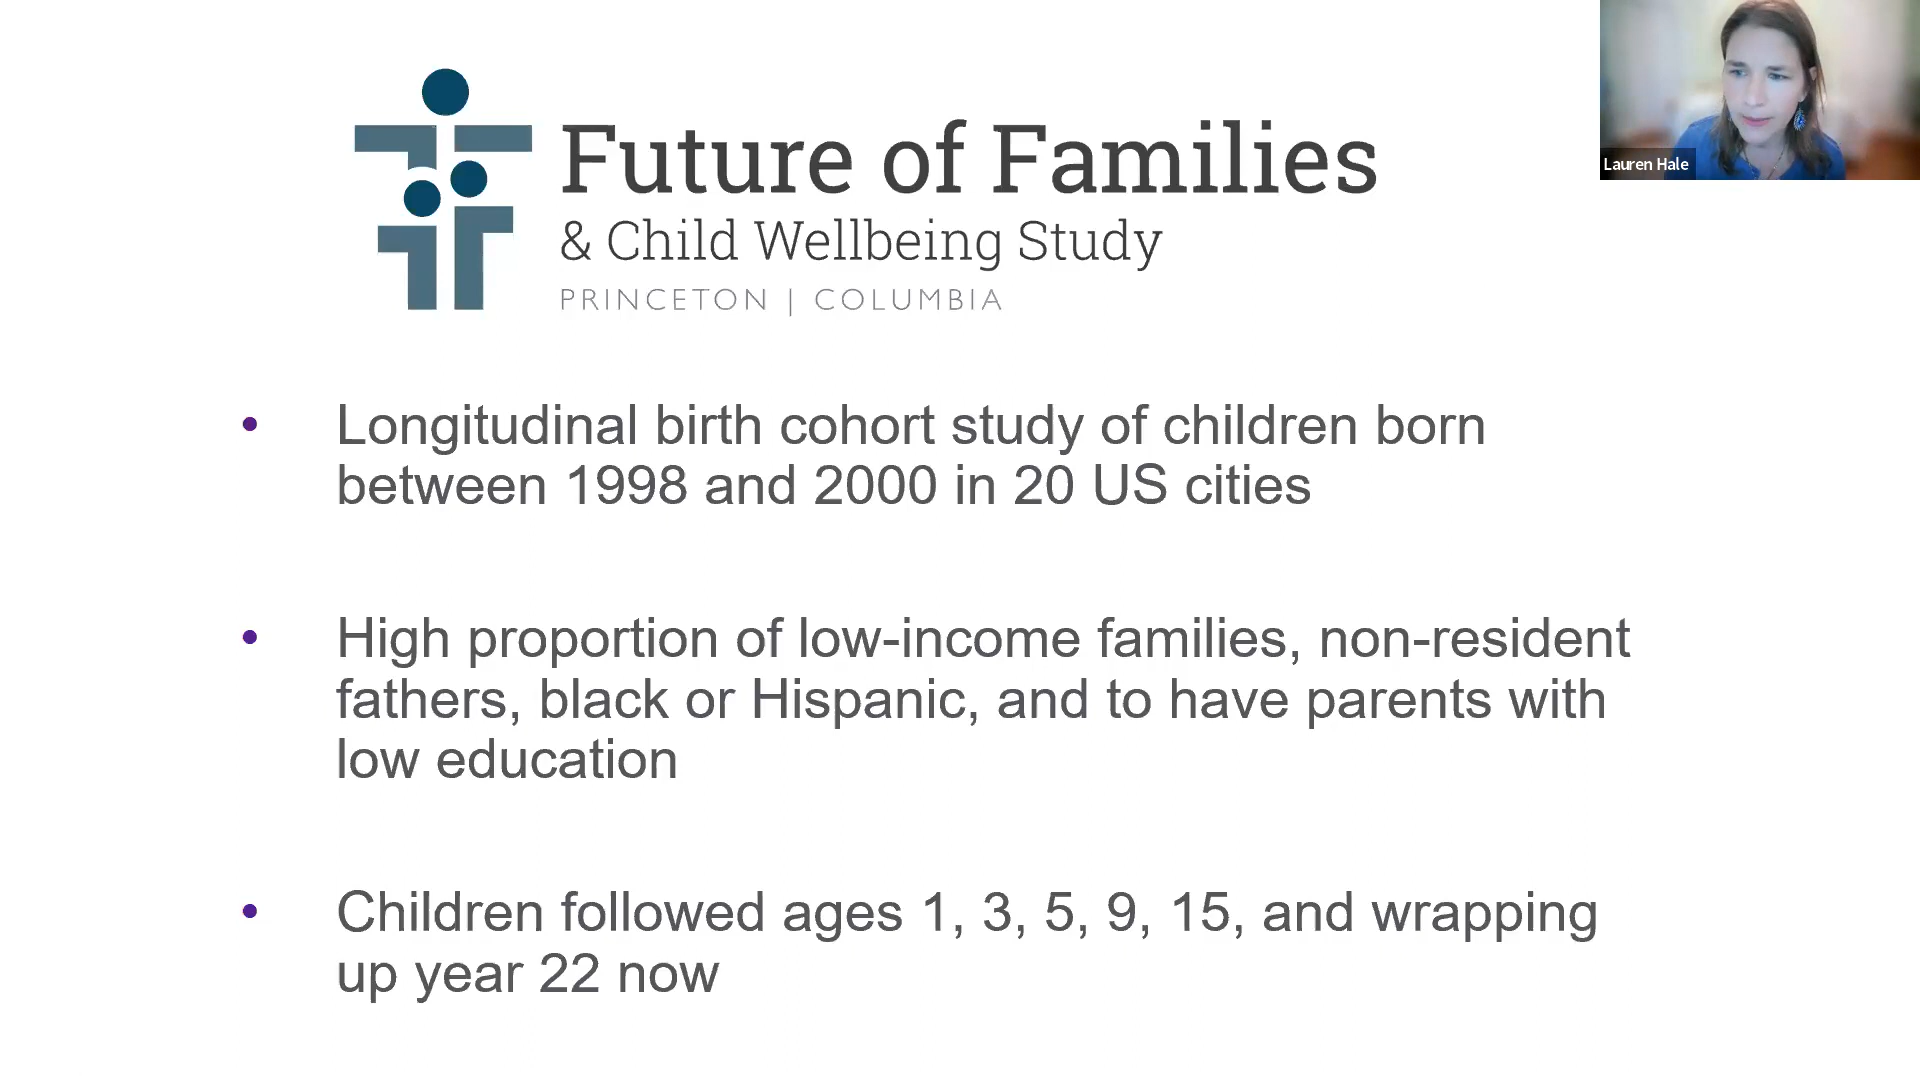 Future of Families
& Child Wellbeing Study
PRINCETON | COLUMBIA
Lauren Hale
• Longitudinal birth cohort study of children born
between 1998 and 2000 in 20 US cities
• High proportion of low-income families, non-resident
fathers, black or Hispanic, and to have parents with
low education
• Children followed ages 1, 3, 5, 9, 15, and wrapping
up year 22 now